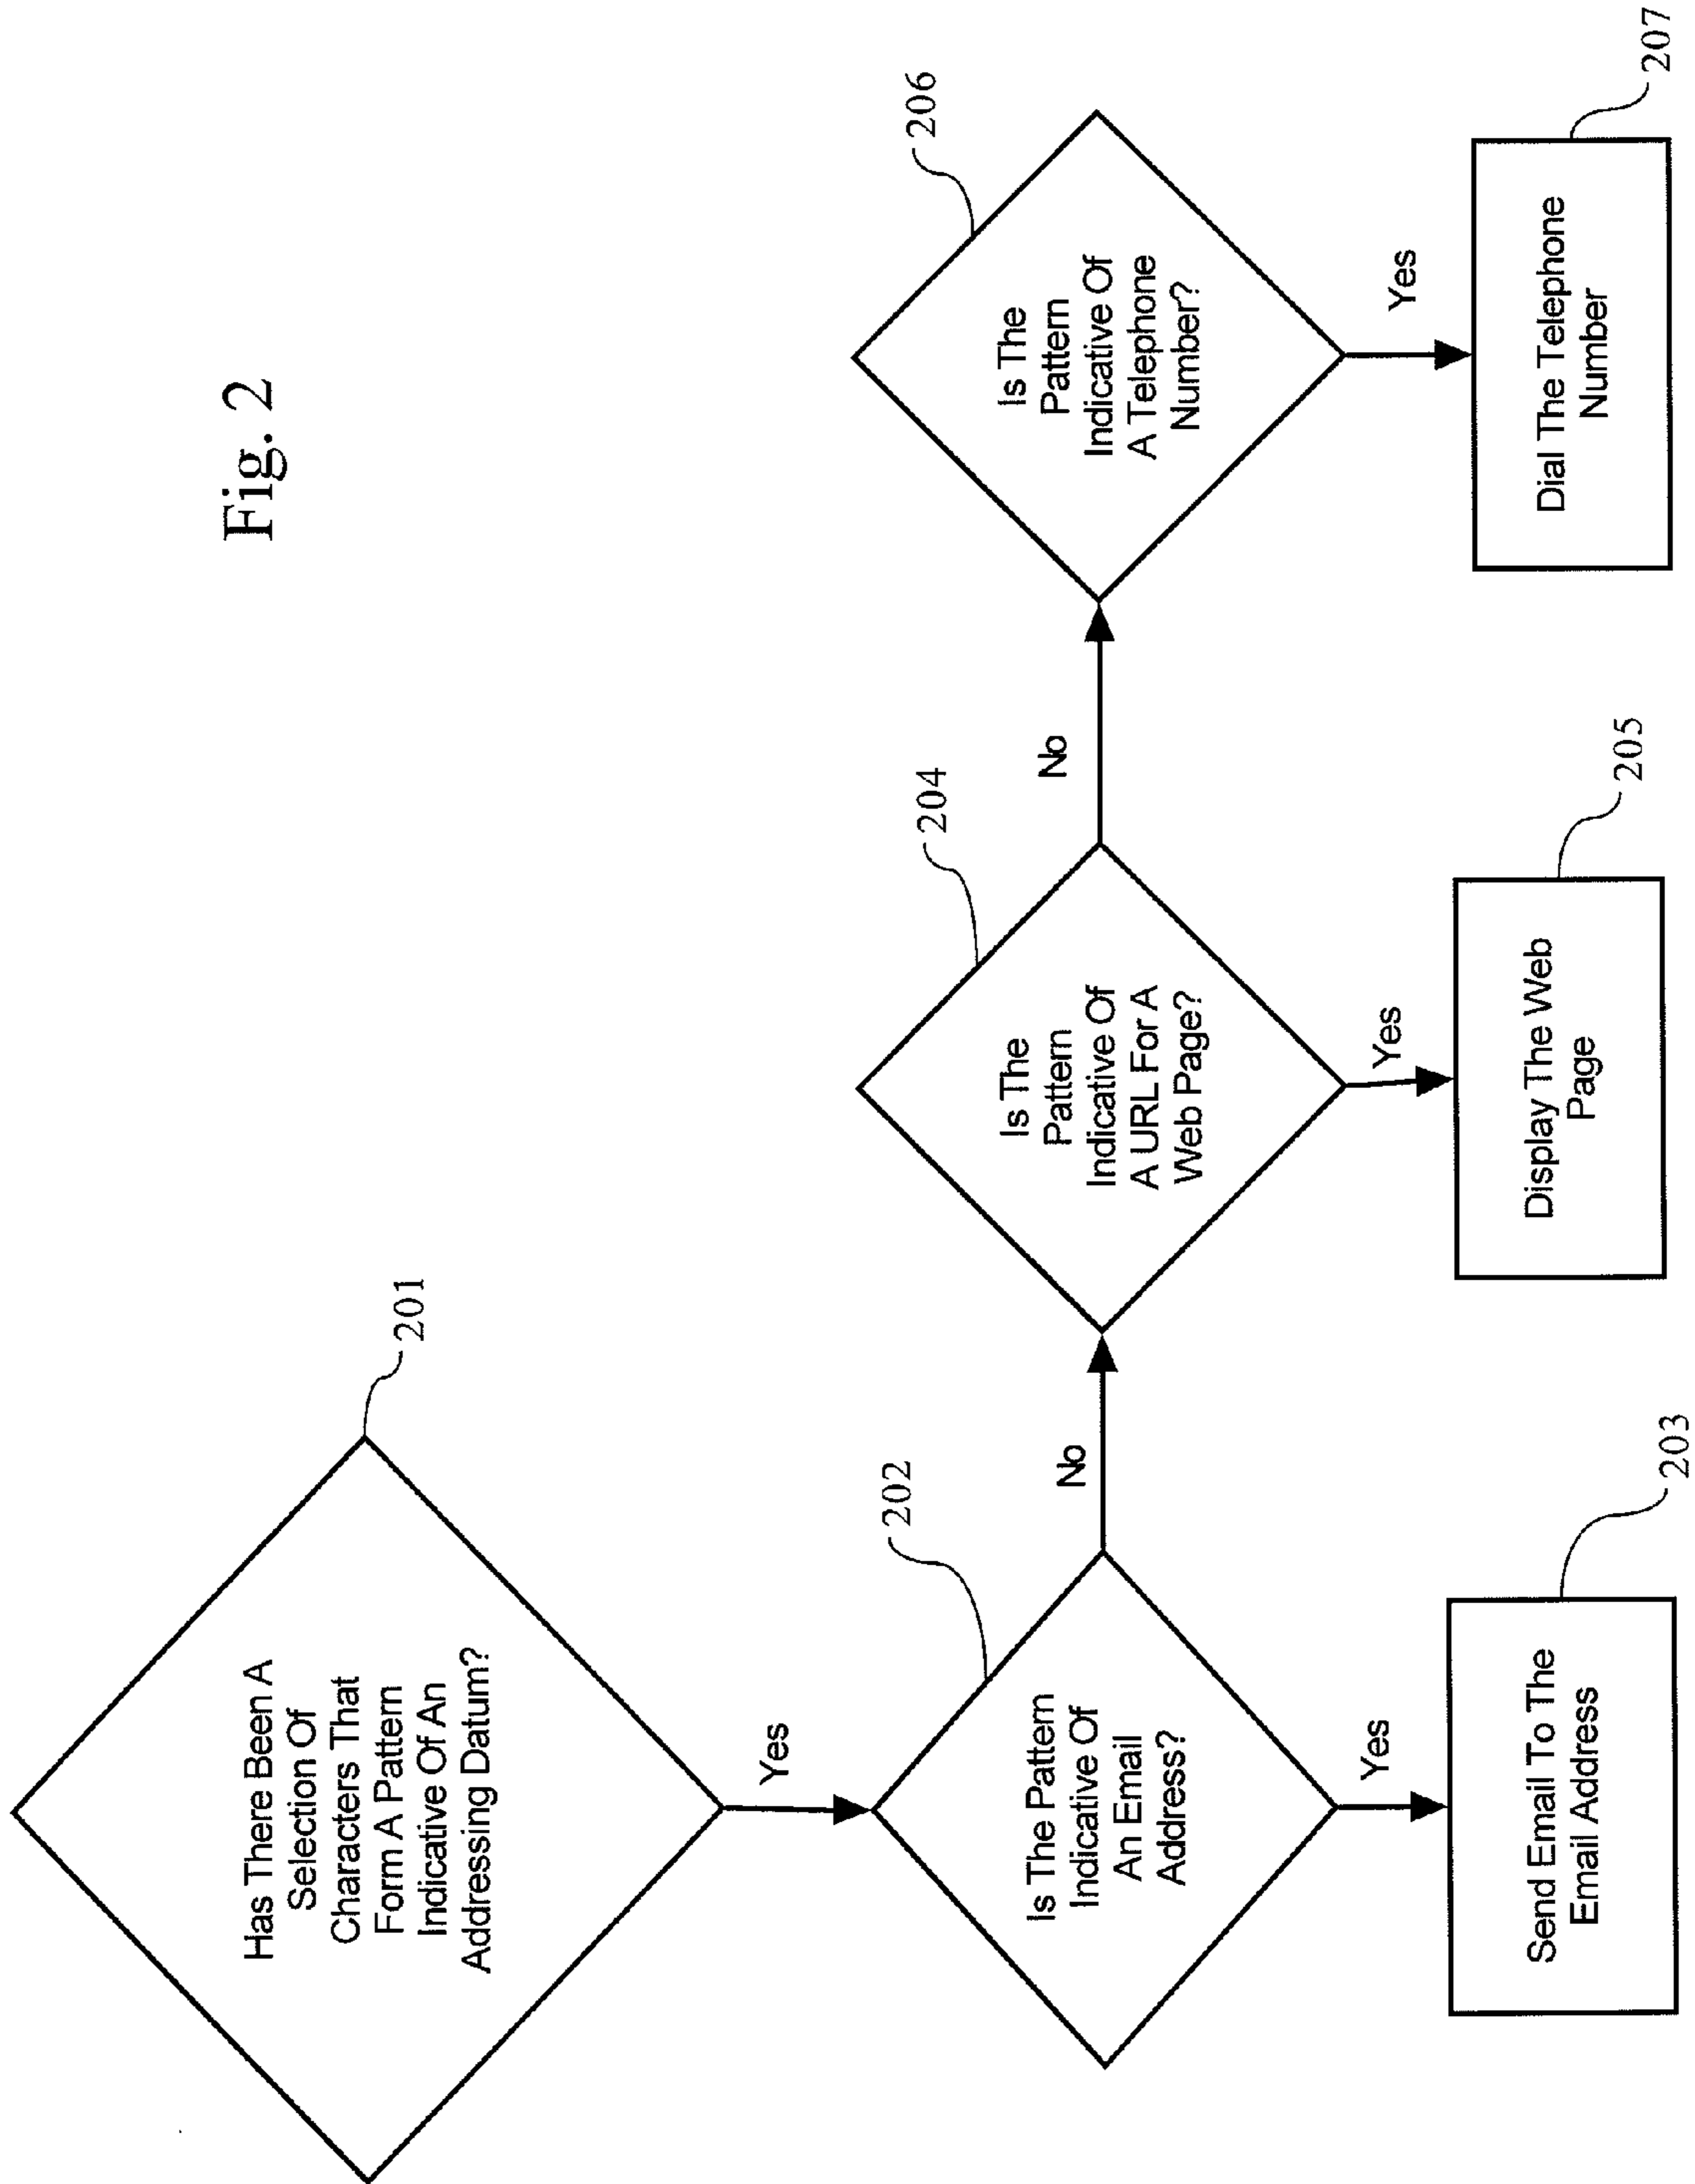 Fig. 2
Has There Been A
Selection Of
Characters That
Form A Pattern
Indicative Of An
Addressing Datum?
201
Yes
Is The Pattern
Indicative Of
An Email
Address?
202
No
Yes
Send Email To The
Email Address
203
Is The
Pattern
Indicative Of
A URL For A
Web Page?
204
No
Yes
Display The Web
Page
205
Is The
Pattern
Indicative Of
A Telephone
Number?
206
Yes
Dial The Telephone
Number
207